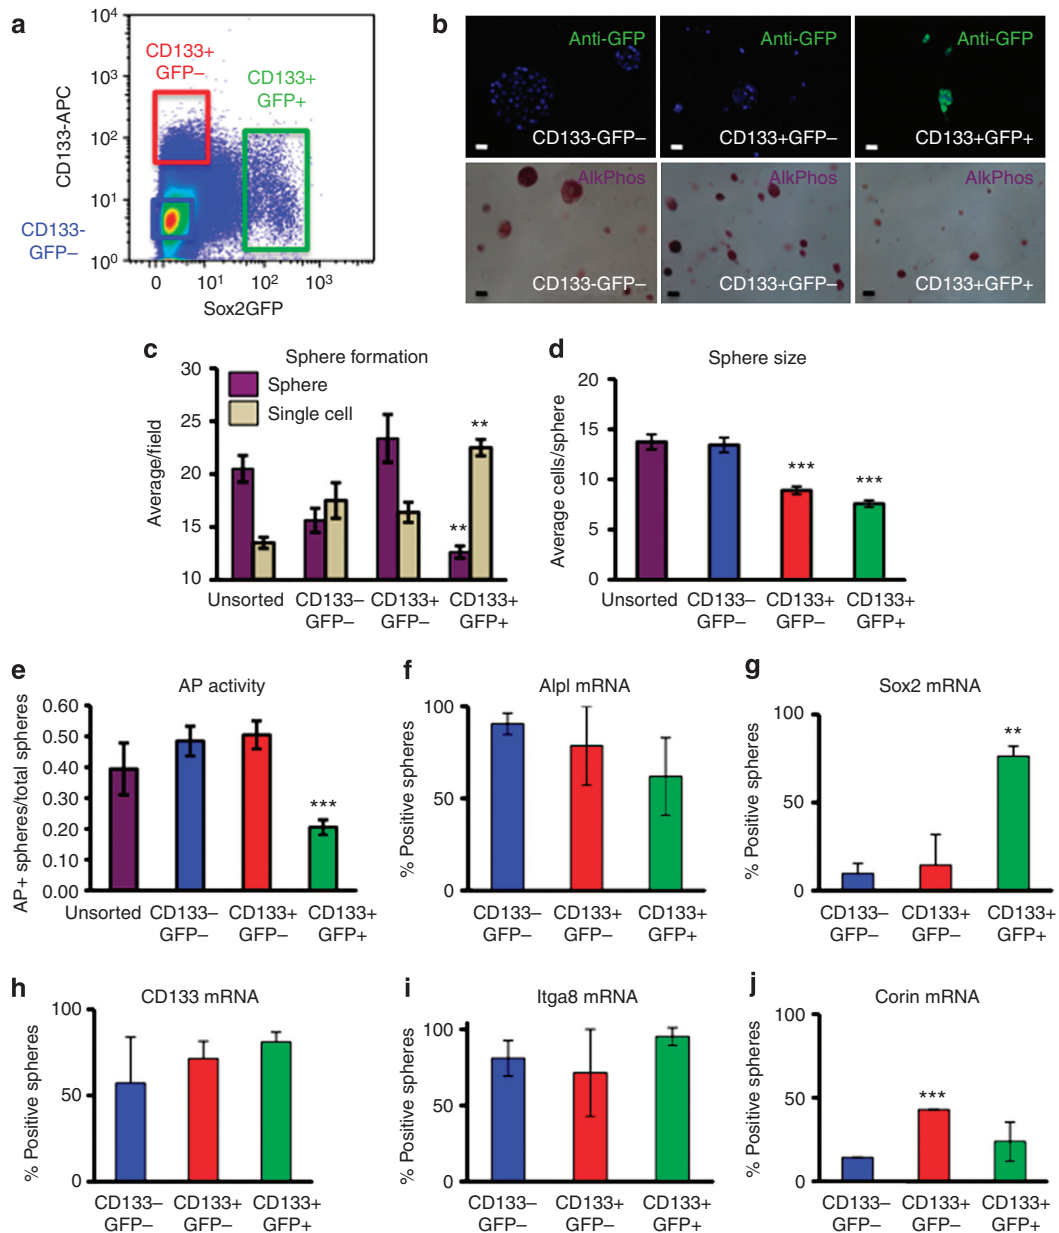 a
10⁴
10³
10²
10¹
10⁰
CD133-APC
CD133+
GFP–
CD133+
GFP+
CD133-
GFP–
0
10¹
10²
10³
Sox2GFP
b
Anti-GFP
CD133-GFP–
Anti-GFP
CD133+GFP–
Anti-GFP
CD133+GFP+
AlkPhos
CD133-GFP–
AlkPhos
CD133+GFP–
AlkPhos
CD133+GFP+
c
Sphere formation
Sphere
Single cell
Average/field
30
25
20
15
10
**
**
Unsorted
CD133–
GFP–
CD133+
GFP–
CD133+
GFP+
d
Sphere size
Average cells/sphere
20
15
10
5
0
***
***
Unsorted
CD133–
GFP–
CD133+
GFP–
CD133+
GFP+
e
AP activity
AP+ spheres/total spheres
0.60
0.50
0.40
0.30
0.20
0.10
0.00
***
Unsorted
CD133–
GFP–
CD133+
GFP–
CD133+
GFP+
f
Alpl mRNA
% Positive spheres
100
50
0
CD133–
GFP–
CD133+
GFP–
CD133+
GFP+
g
Sox2 mRNA
% Positive spheres
100
50
0
**
CD133–
GFP–
CD133+
GFP–
CD133+
GFP+
h
CD133 mRNA
% Positive spheres
100
50
0
CD133–
GFP–
CD133+
GFP–
CD133+
GFP+
i
Itga8 mRNA
% Positive spheres
100
50
0
CD133–
GFP–
CD133+
GFP–
CD133+
GFP+
j
Corin mRNA
% Positive spheres
100
50
0
***
CD133–
GFP–
CD133+
GFP–
CD133+
GFP+